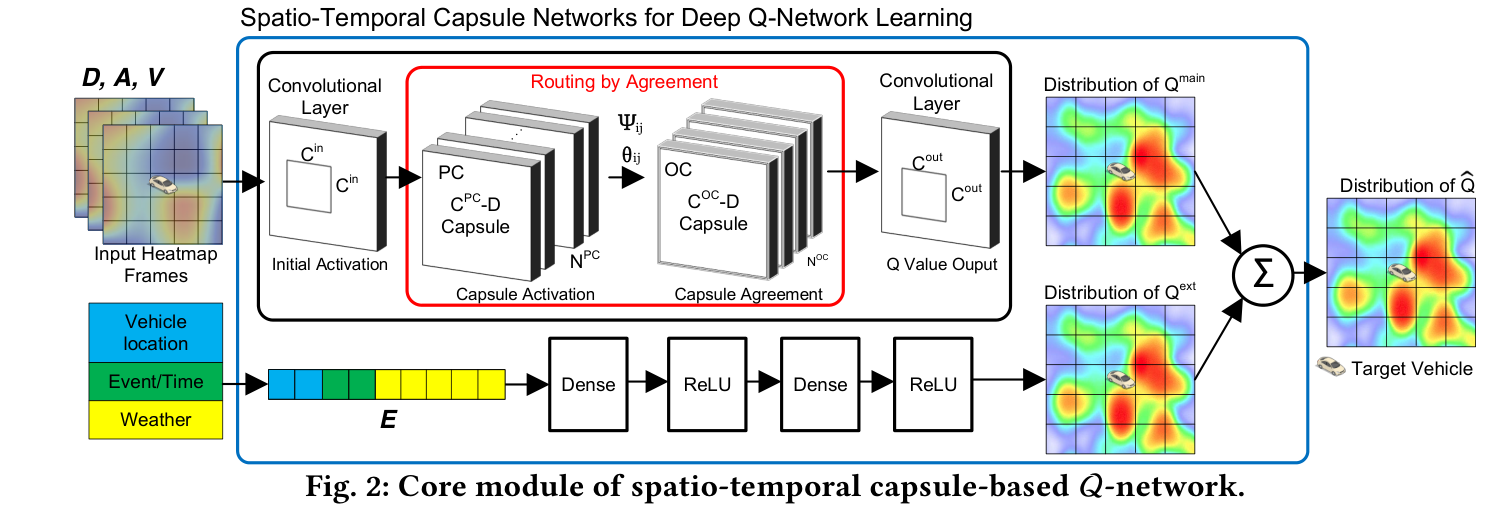 Spatio-Temporal Capsule Networks for Deep Q-Network Learning
D, A, V
Input Heatmap
Frames
Convolutional
Layer
C^in
C^in
Initial Activation
Routing by Agreement
PC
C^PC-D
Capsule
N^PC
Capsule Activation
Ψ_ij
θ_ij
OC
C^OC-D
Capsule
N^OC
Capsule Agreement
Convolutional
Layer
C^out
C^out
Q Value Ouput
Distribution of Q^main
Vehicle
location
Event/Time
Weather
E
Dense
ReLU
Dense
ReLU
Distribution of Q^ext
Σ
Distribution of Q̂
Target Vehicle
Fig. 2: Core module of spatio-temporal capsule-based Q-network.